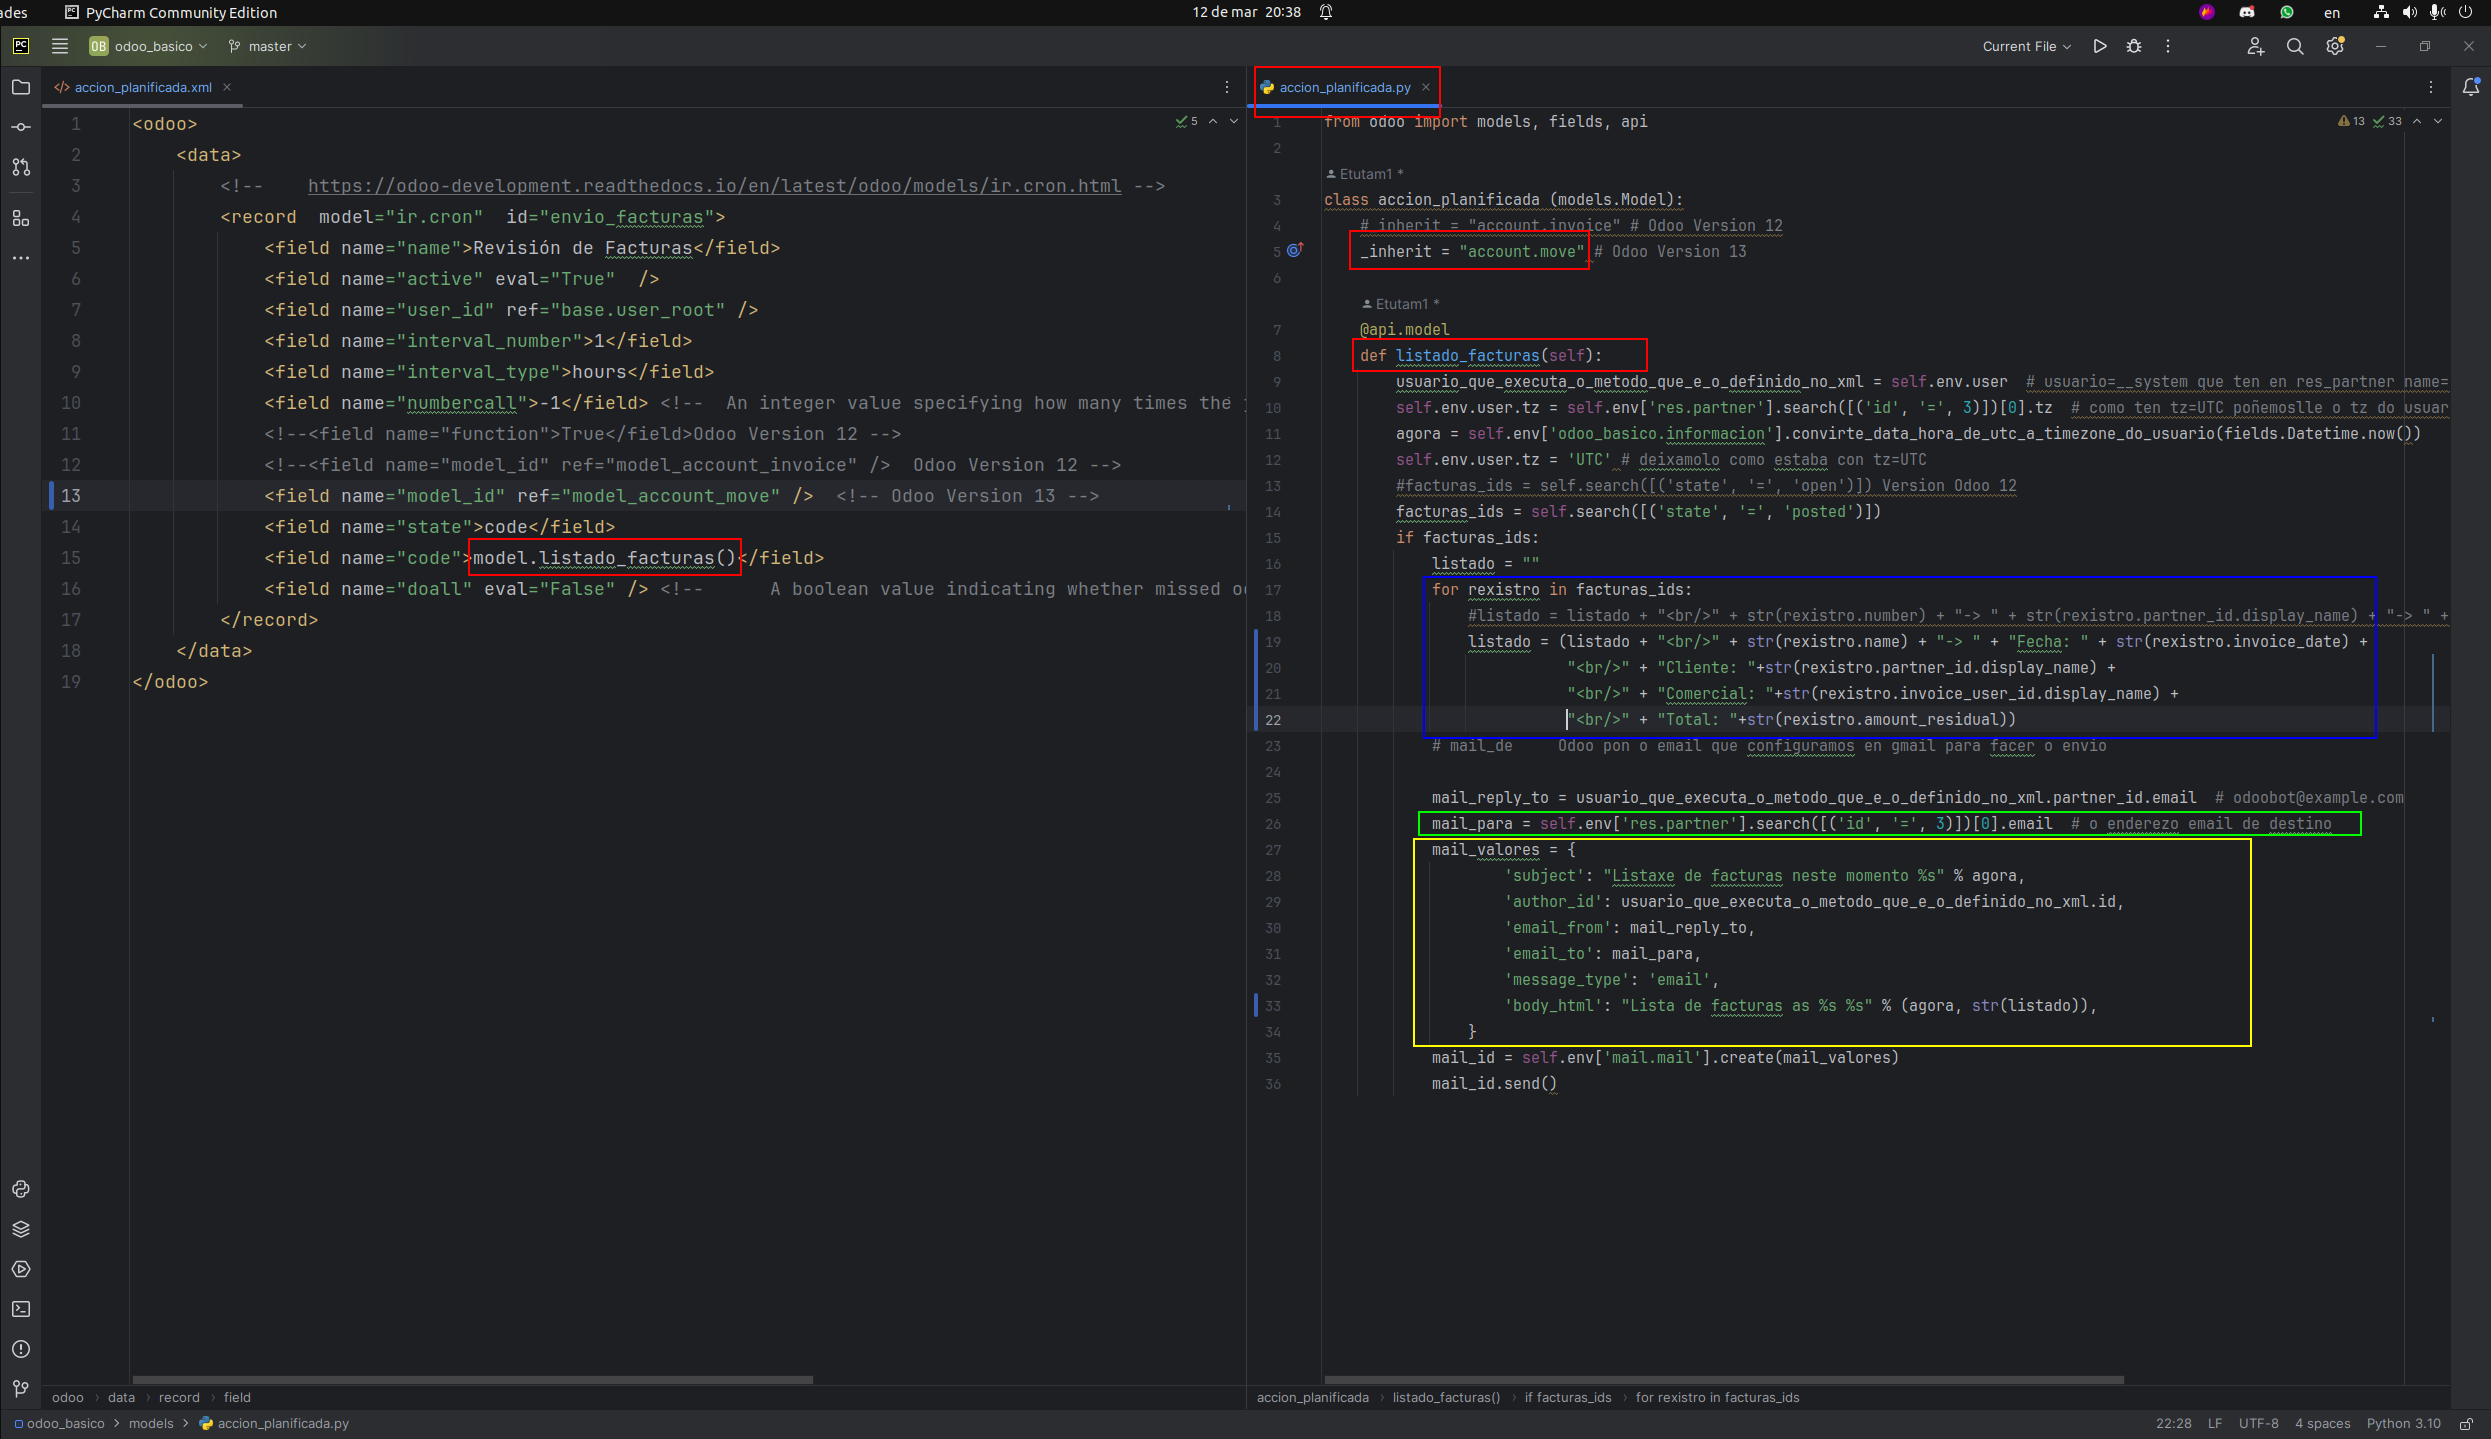 ades
PyCharm Community Edition
12 de mar 20:38
en
PC
OB odoo_basico
master
Current File
accion_planificada.xml
5
1 <odoo>
2 <data>
3 <!-- https://odoo-development.readthedocs.io/en/latest/odoo/models/ir.cron.html -->
4 <record model="ir.cron" id="envio_facturas">
5 <field name="name">Revisión de Facturas</field>
6 <field name="active" eval="True" />
7 <field name="user_id" ref="base.user_root" />
8 <field name="interval_number">1</field>
9 <field name="interval_type">hours</field>
10 <field name="numbercall">-1</field> <!-- An integer value specifying how many times the
11 <!--<field name="function">True</field>Odoo Version 12 -->
12 <!--<field name="model_id" ref="model_account_invoice" /> Odoo Version 12 -->
13 <field name="model_id" ref="model_account_move" /> <!-- Odoo Version 13 -->
14 <field name="state">code</field>
15 <field name="code">model.listado_facturas()</field>
16 <field name="doall" eval="False" /> <!-- A boolean value indicating whether missed
17 </record>
18 </data>
19 </odoo>
accion_planificada.py
13 33
1 from odoo import models, fields, api
2
Etutam1 *
3 class accion_planificada (models.Model):
4 # inherit = "account.invoice" # Odoo Version 12
5 _inherit = "account.move" # Odoo Version 13
6
Etutam1 *
7 @api.model
8 def listado_facturas(self):
9 usuario_que_executa_o_metodo_que_e_o_definido_no_xml = self.env.user # usuario=__system que ten en res_partner name=
10 self.env.user.tz = self.env['res.partner'].search([('id', '=', 3)])[0].tz # como ten tz=UTC poñemoslle o tz do usuar
11 agora = self.env['odoo_basico.informacion'].convirte_data_hora_de_utc_a_timezone_do_usuario(fields.Datetime.now())
12 self.env.user.tz = 'UTC' # deixamolo como estaba con tz=UTC
13 #facturas_ids = self.search([('state', '=', 'open')]) Version Odoo 12
14 facturas_ids = self.search([('state', '=', 'posted')])
15 if facturas_ids:
16 listado = ""
17 for rexistro in facturas_ids:
18 #listado = listado + "<br/>" + str(rexistro.number) + "-> " + str(rexistro.partner_id.display_name) + "-> " +
19 listado = (listado + "<br/>" + str(rexistro.name) + "-> " + "Fecha: " + str(rexistro.invoice_date) +
20 "<br/>" + "Cliente: "+str(rexistro.partner_id.display_name) +
21 "<br/>" + "Comercial: "+str(rexistro.invoice_user_id.display_name) +
22 "<br/>" + "Total: "+str(rexistro.amount_residual))
23 # mail_de Odoo pon o email que configuramos en gmail para facer o envio
24
25 mail_reply_to = usuario_que_executa_o_metodo_que_e_o_definido_no_xml.partner_id.email # odoobot@example.com
26 mail_para = self.env['res.partner'].search([('id', '=', 3)])[0].email # o enderezo email de destino
27 mail_valores = {
28 'subject': "Listaxe de facturas neste momento %s" % agora,
29 'author_id': usuario_que_executa_o_metodo_que_e_o_definido_no_xml.id,
30 'email_from': mail_reply_to,
31 'email_to': mail_para,
32 'message_type': 'email',
33 'body_html': "Lista de facturas as %s %s" % (agora, str(listado)),
34 }
35 mail_id = self.env['mail.mail'].create(mail_valores)
36 mail_id.send()
odoo > data > record > field
accion_planificada > listado_facturas() > if facturas_ids > for rexistro in facturas_ids
odoo_basico > models > accion_planificada.py
22:28 LF UTF-8 4 spaces Python 3.10